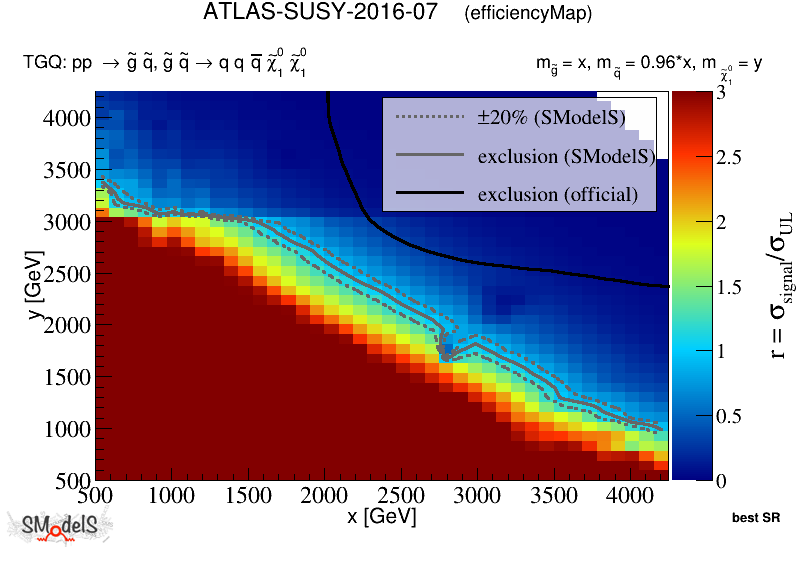 ATLAS-SUSY-2016-07 (efficiencyMap)
TGQ: pp → g̃ q̃, g̃ q̃ → q q q̅ χ̃₁⁰ χ̃₁⁰
m_g̃ = x, m_q̃ = 0.96*x, m_χ̃₁⁰ = y
±20% (SModelS)
exclusion (SModelS)
exclusion (official)
4000
3500
3000
2500
2000
1500
1000
500
y [GeV]
500 1000 1500 2000 2500 3000 3500 4000
x [GeV]
3
2.5
2
1.5
1
0.5
0
r = σ_signal/σ_UL
best SR
SModelS